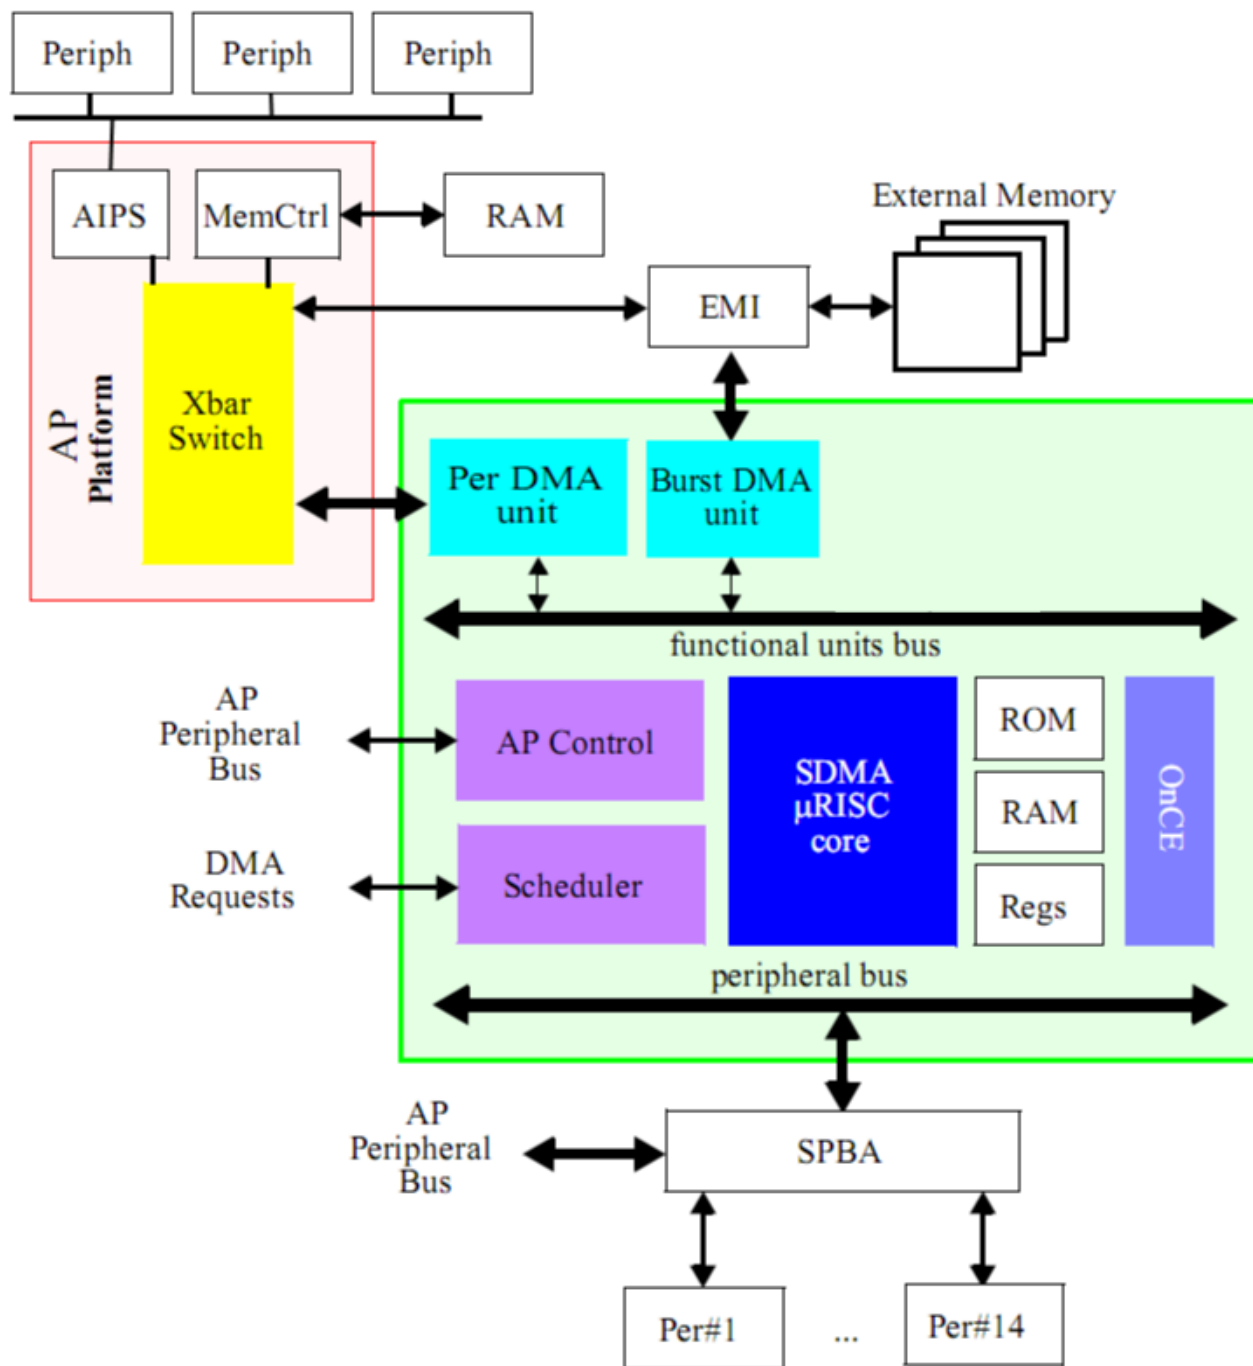 Periph
Periph
Periph
AIPS
MemCtrl
RAM
External Memory
EMI
AP
Platform
Xbar
Switch
Per DMA
unit
Burst DMA
unit
functional units bus
AP
Peripheral
Bus
AP Control
SDMA
μRISC
core
ROM
RAM
Regs
OnCE
DMA
Requests
Scheduler
peripheral bus
AP
Peripheral
Bus
SPBA
Per#1
...
Per#14